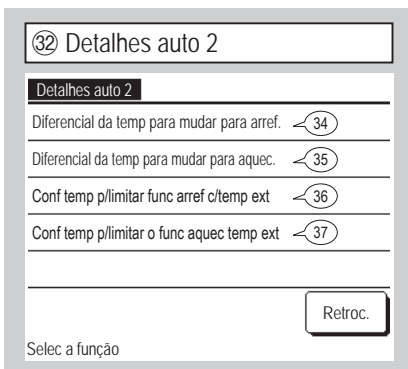 ㉜ Detalhes auto 2
Detalhes auto 2
Diferencial da temp para mudar para arref. 34
Diferencial da temp para mudar para aquec. 35
Conf temp p/limitar func arref c/temp ext 36
Conf temp p/limitar o func aquec temp ext 37
Retroc.
Selec a função